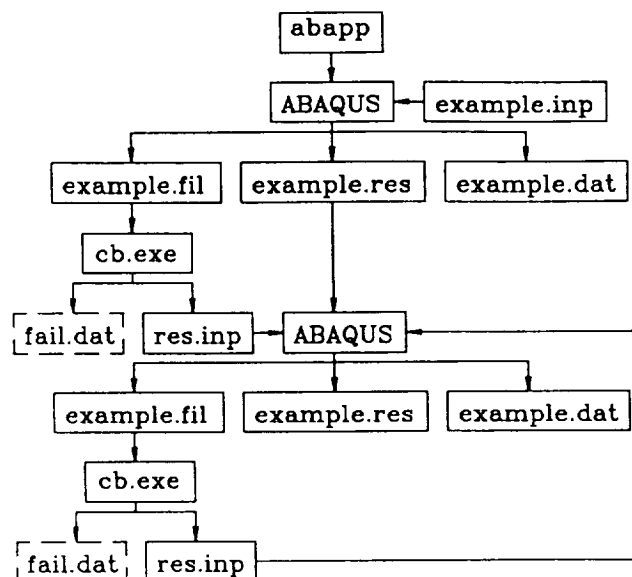 abapp
ABAQUS example.inp
example.fil example.res example.dat
cb.exe
fail.dat res.inp ABAQUS
example.fil example.res example.dat
cb.exe
fail.dat res.inp